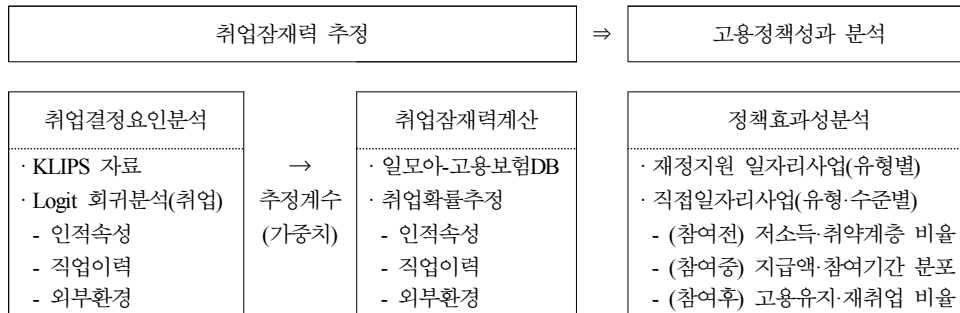 취업잠재력 추정
⇒
고용정책성과 분석
취업결정요인분석
· KLIPS 자료
· Logit 회귀분석(취업)
- 인적속성
- 직업이력
- 외부환경
→
추정계수
(가중치)
취업잠재력계산
· 일모아-고용보험DB
· 취업확률추정
- 인적속성
- 직업이력
- 외부환경
정책효과성분석
· 재정지원 일자리사업(유형별)
· 직접일자리사업(유형·수준별)
- (참여전) 저소득·취약계층 비율
- (참여중) 지급액·참여기간 분포
- (참여후) 고용유지·재취업 비율